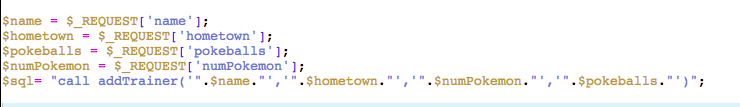 $name = $_REQUEST['name'];
$hometown = $_REQUEST['hometown'];
$pokeballs = $_REQUEST['pokeballs'];
$numPokemon = $_REQUEST['numPokemon'];
$sql= "call addTrainer('".$name."','".$hometown."','".$numPokemon."','".$pokeballs."')";